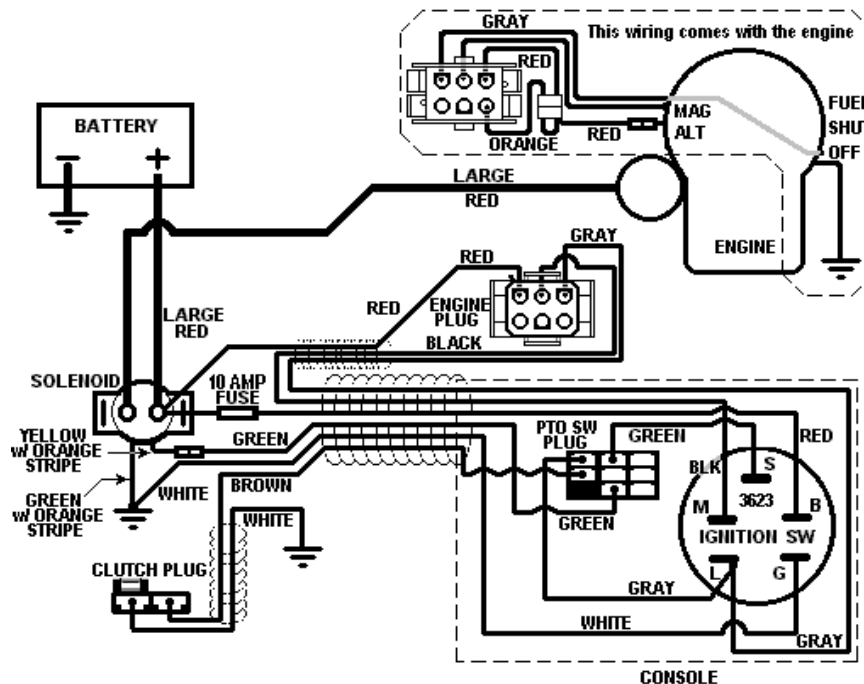 GRAY
This wiring comes with the engine
RED
MAG
ALT
FUEL
SHUT
OFF
BATTERY
− +
ORANGE
RED
LARGE
RED
ENGINE
GRAY
RED
RED
ENGINE
PLUG
LARGE
RED
BLACK
SOLENOID
10 AMP
FUSE
YELLOW
w/ ORANGE
STRIPE
GREEN
PTO SW
PLUG
GREEN
RED
BLK
S
3623
M
B
IGNITION SW
L
G
GREEN
w/ ORANGE
STRIPE
WHITE
BROWN
WHITE
GREEN
CLUTCH PLUG
GRAY
WHITE
GRAY
CONSOLE